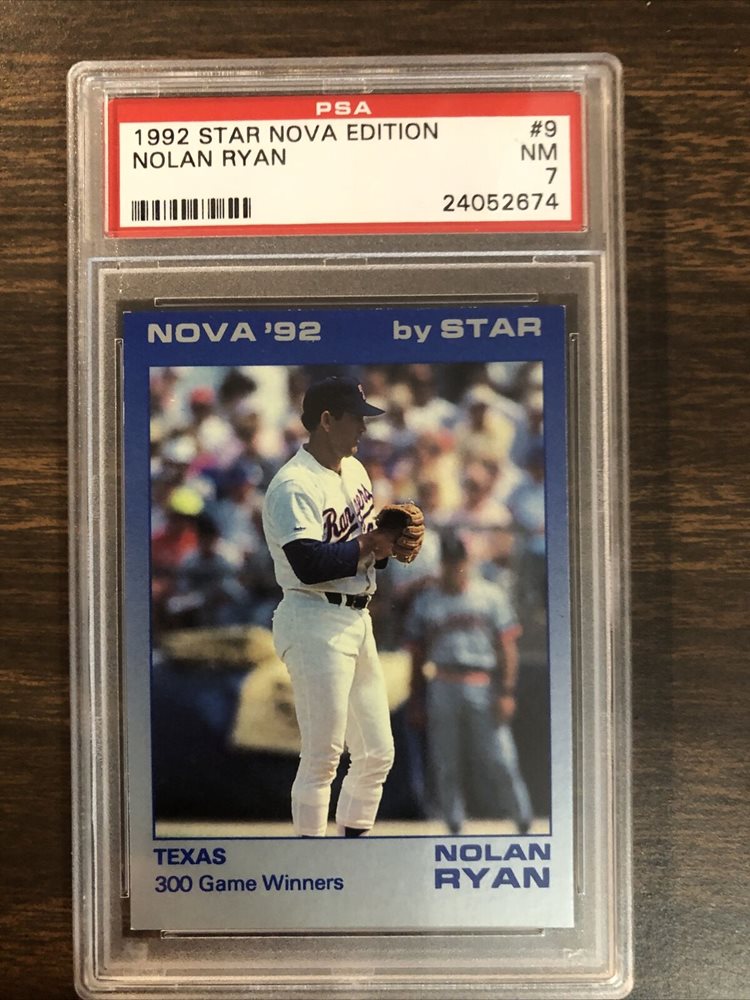 PSA
1992 STAR NOVA EDITION #9
NOLAN RYAN NM
7
24052674
NOVA '92 by STAR
Rangers
TEXAS NOLAN
300 Game Winners RYAN